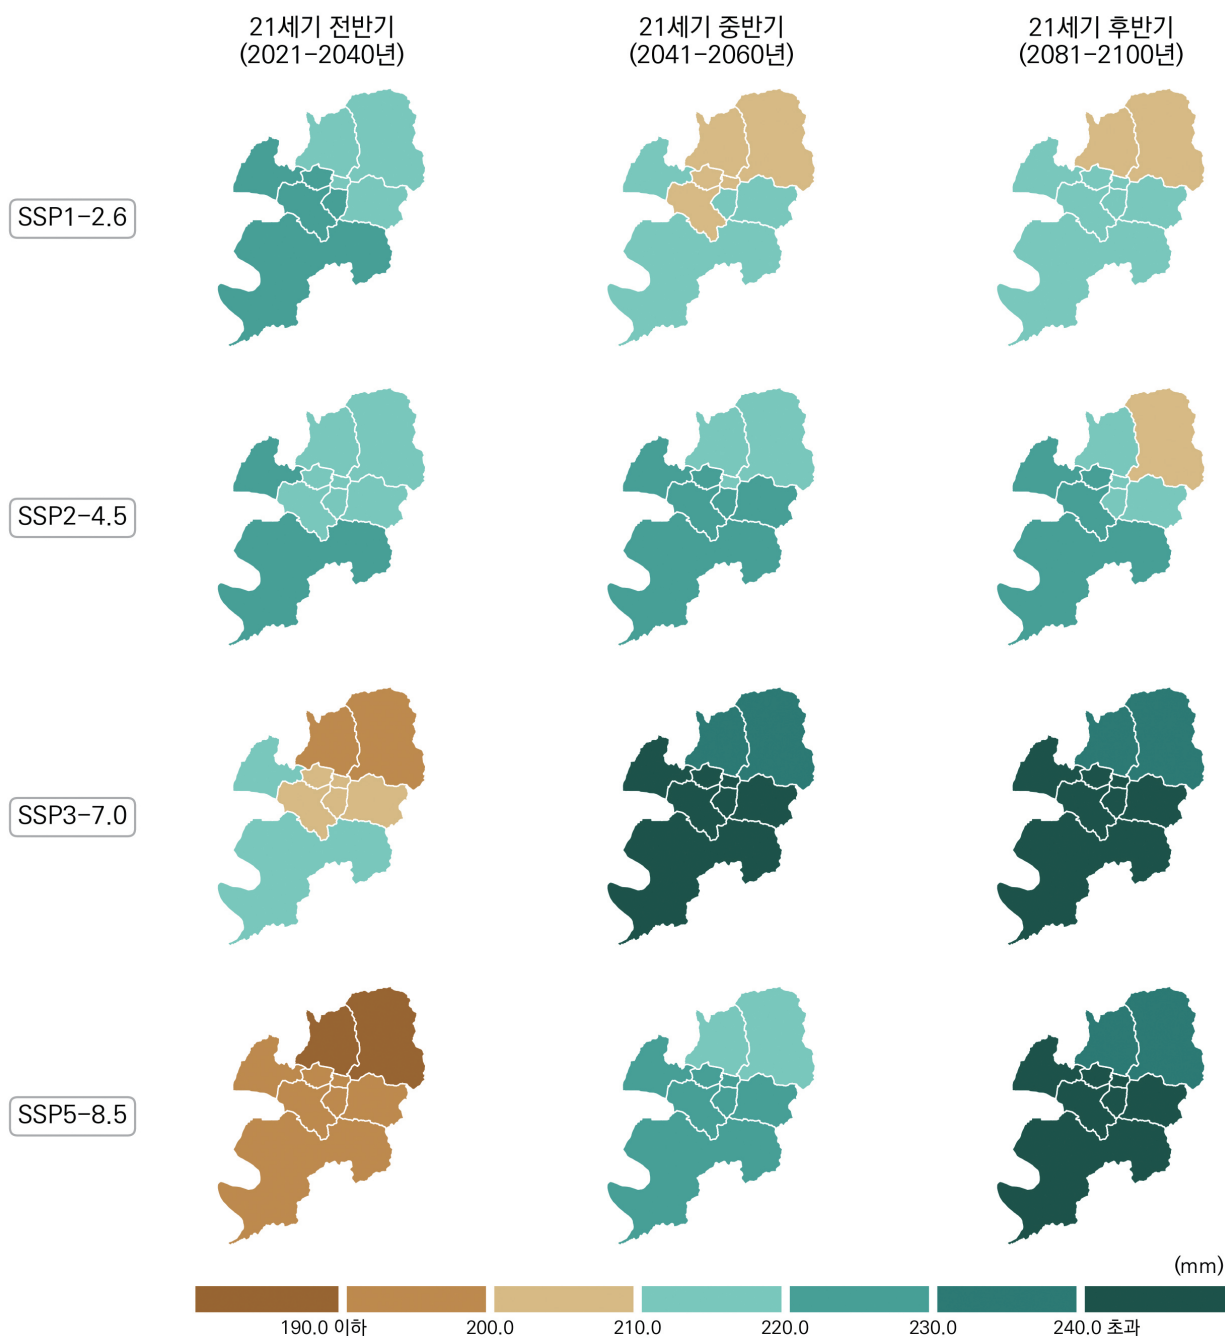 21세기 전반기
(2021-2040년)
21세기 중반기
(2041-2060년)
21세기 후반기
(2081-2100년)
SSP1-2.6
SSP2-4.5
SSP3-7.0
SSP5-8.5
(mm)
190.0 이하 200.0 210.0 220.0 230.0 240.0 초과